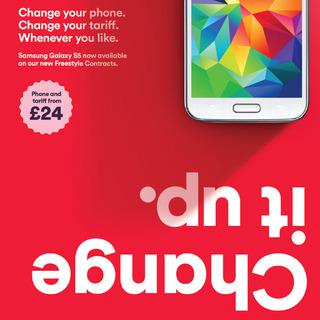 Change your phone.
Change your tariff.
Whenever you like.
Samsung Galaxy S5 now available
on our new Freestyle Contracts.
Phone and
tariff from
£24
Change
it up.